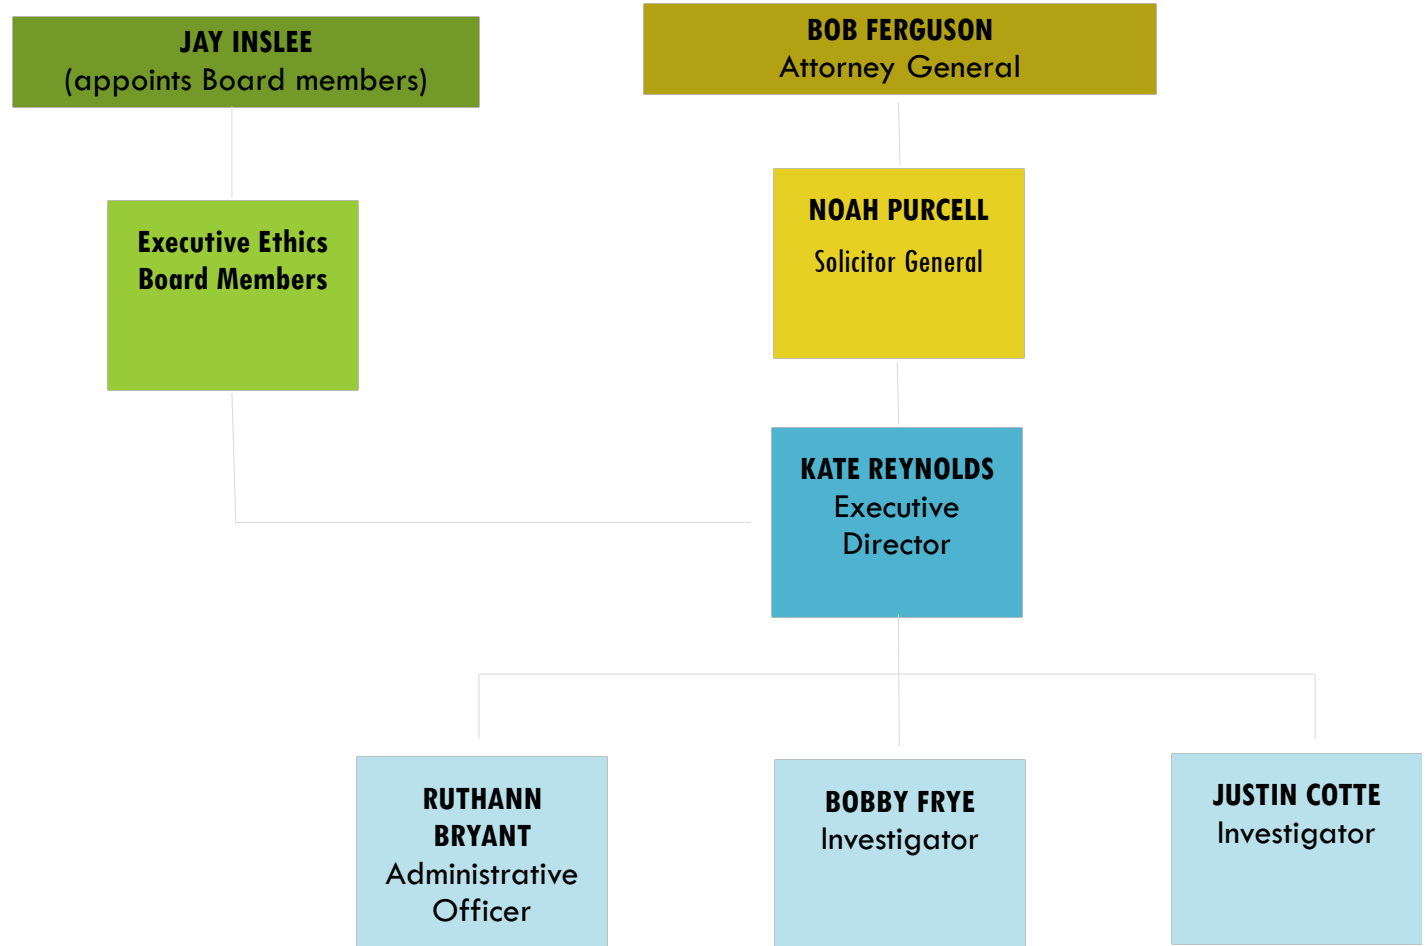 JAY INSLEE
(appoints Board members)
BOB FERGUSON
Attorney General
Executive Ethics
Board Members
NOAH PURCELL
Solicitor General
KATE REYNOLDS
Executive
Director
RUTHANN
BRYANT
Administrative
Officer
BOBBY FRYE
Investigator
JUSTIN COTTE
Investigator